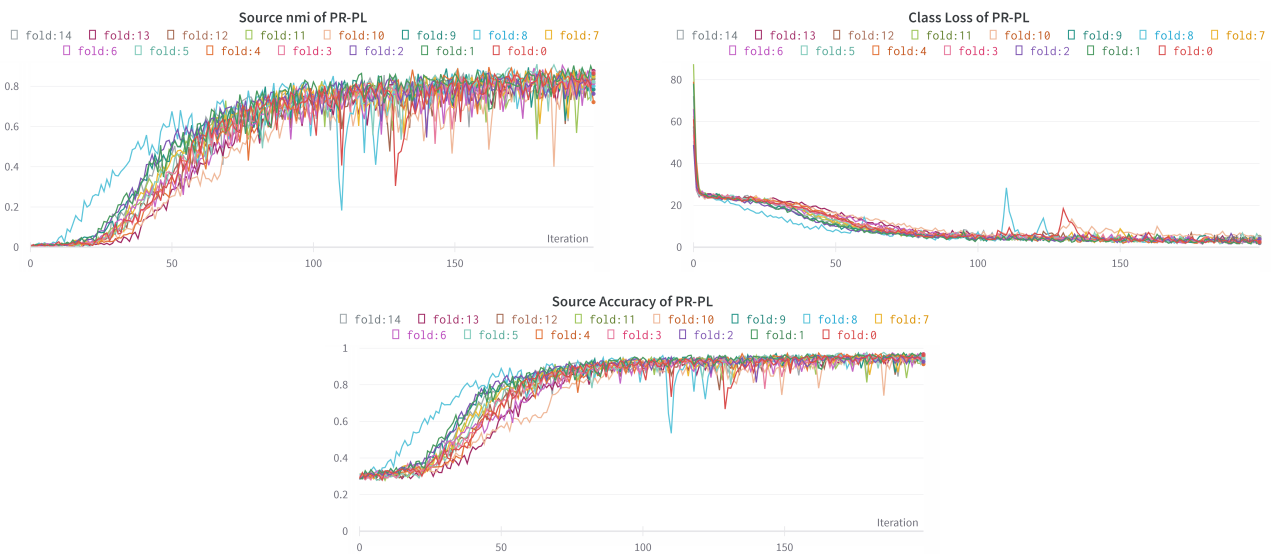 Source nmi of PR-PL
fold:14 fold:13 fold:12 fold:11 fold:10 fold:9 fold:8 fold:7
fold:6 fold:5 fold:4 fold:3 fold:2 fold:1 fold:0
0.8
0.6
0.4
0.2
0
Iteration
0 50 100 150
Class Loss of PR-PL
fold:14 fold:13 fold:12 fold:11 fold:10 fold:9 fold:8 fold:7
fold:6 fold:5 fold:4 fold:3 fold:2 fold:1 fold:0
80
60
40
20
0
0 50 100 150
Source Accuracy of PR-PL
fold:14 fold:13 fold:12 fold:11 fold:10 fold:9 fold:8 fold:7
fold:6 fold:5 fold:4 fold:3 fold:2 fold:1 fold:0
1
0.8
0.6
0.4
0.2
0
Iteration
0 50 100 150